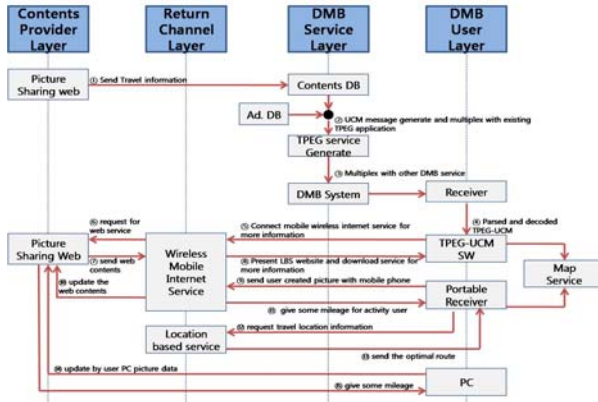 Contents
Provider
Layer
Return
Channel
Layer
DMB
Service
Layer
DMB
User
Layer
Picture
Sharing web
① Send Travel information
Contents DB
Ad. DB
② UCM message generate and multiplex with existing
TPEG application
TPEG service
Generate
③ Multiplex with other DMB service
DMB System
Receiver
④ Parsed and decoded
TPEG-UCM
⑤ Connect mobile wireless internet service for
more information
⑥ request for
web service
Picture
Sharing Web
⑦ send web
contents
Wireless
Mobile
Internet
Service
TPEG-UCM
SW
⑧ Present LBS website and download service for
more information
Map
Service
⑨ send user created picture with mobile phone
⑩ update the
web contents
Portable
Receiver
⑪ give some mileage for activity user
⑫ request travel location information
Location
based service
⑬ send the optimal route
⑭ update by user PC picture data
PC
⑮ give some mileage